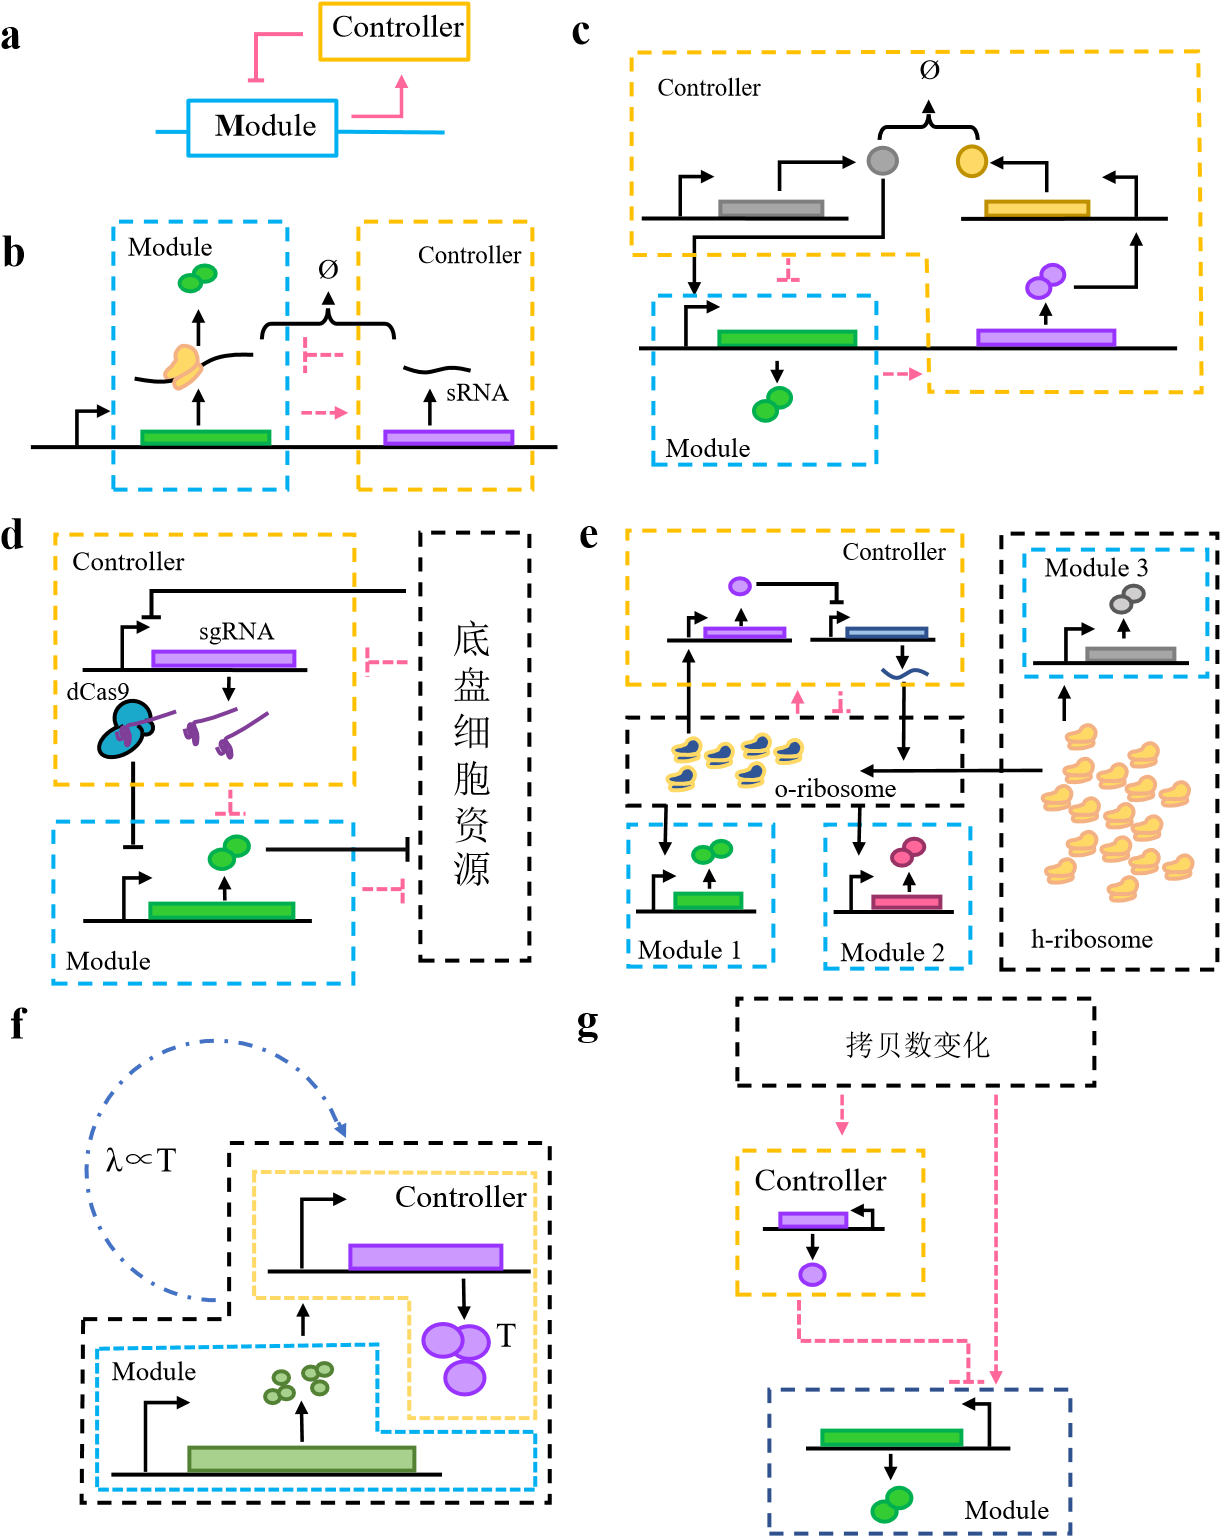 a
Controller
Module
b
Module
Controller
Ø
sRNA
c
Controller
Ø
Module
d
Controller
sgRNA
dCas9
Module
底
盘
细
胞
资
源
e
Controller
Module 3
o-ribosome
Module 1
Module 2
h-ribosome
f
λ∝T
Controller
T
Module
g
拷贝数变化
Controller
Module